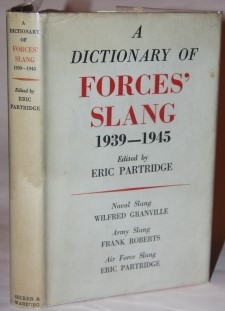 A
DICTIONARY
OF
FORCES'
SLANG
1939-1945
Edited by
ERIC
PARTRIDGE
SECKER &
WARBURG
A
DICTIONARY OF
FORCES'
SLANG
1939—1945
Edited by
ERIC PARTRIDGE
Naval Slang
WILFRED GRANVILLE
Army Slang
FRANK ROBERTS
Air Force Slang
ERIC PARTRIDGE